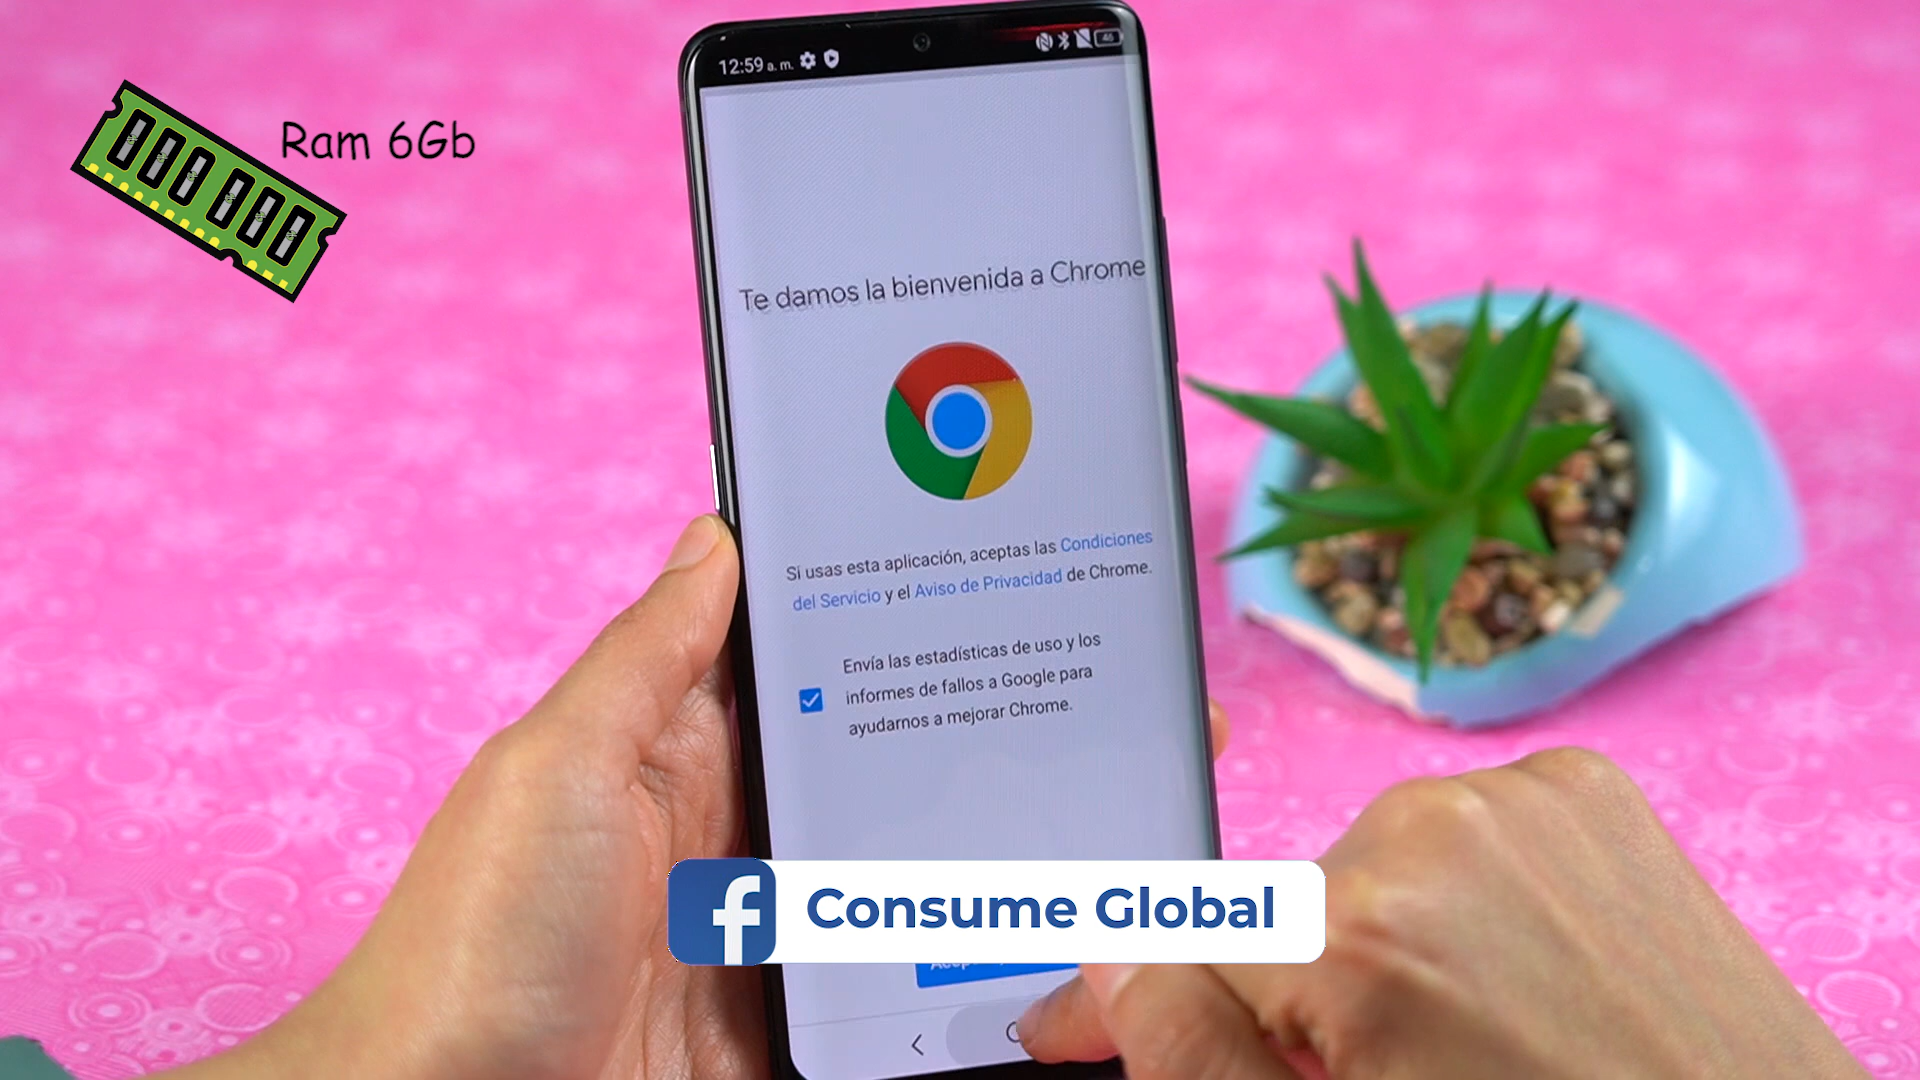 12:59 a. m.
46
Ram 6Gb
Te damos la bienvenida a Chrome
Si usas esta aplicación, aceptas las Condiciones
del Servicio y el Aviso de Privacidad de Chrome.
Envía las estadísticas de uso y los
informes de fallos a Google para
ayudarnos a mejorar Chrome.
f Consume Global